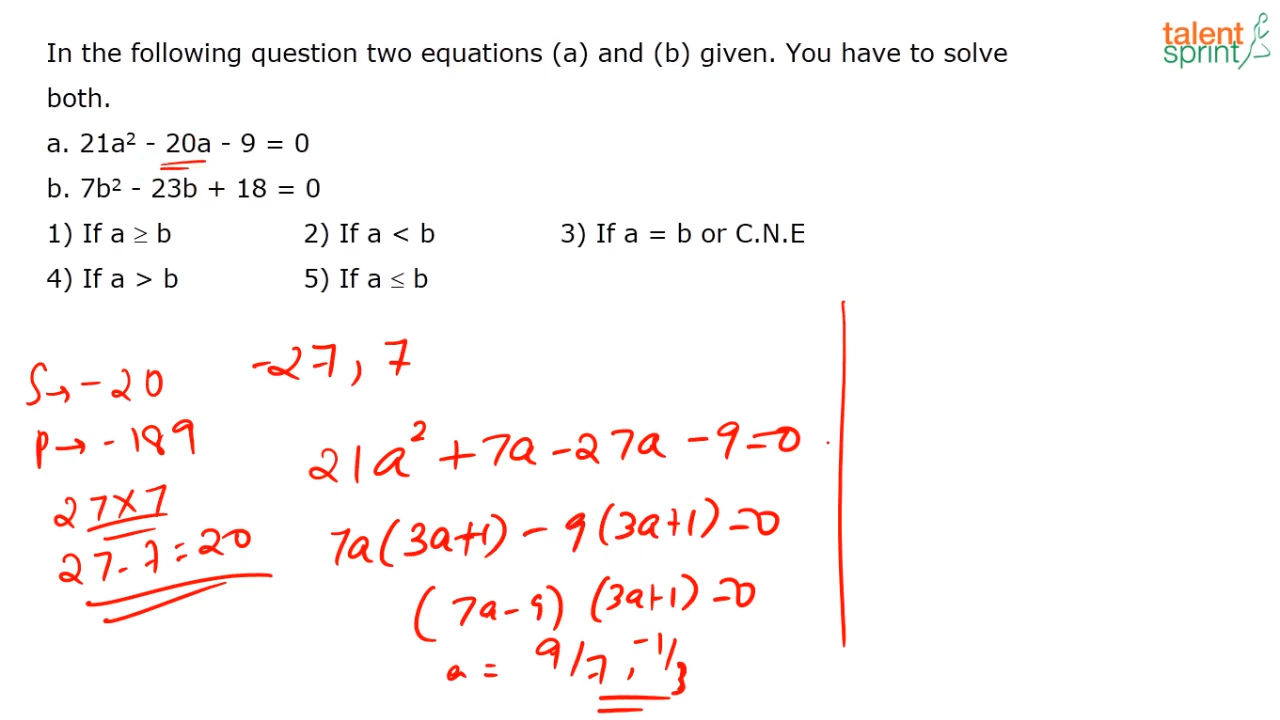 talent
sprint
In the following question two equations (a) and (b) given. You have to solve
both.
a. 21a² - 20a - 9 = 0
b. 7b² - 23b + 18 = 0
1) If a ≥ b 2) If a < b 3) If a = b or C.N.E
4) If a > b 5) If a ≤ b
S→ -20 -27, 7
P→ -189
21a² + 7a - 27a - 9 = 0
27×7
7a(3a+1) - 9(3a+1) = 0
27-7 = 20
(7a-9) (3a+1) = 0
a = 9/7, -1/3